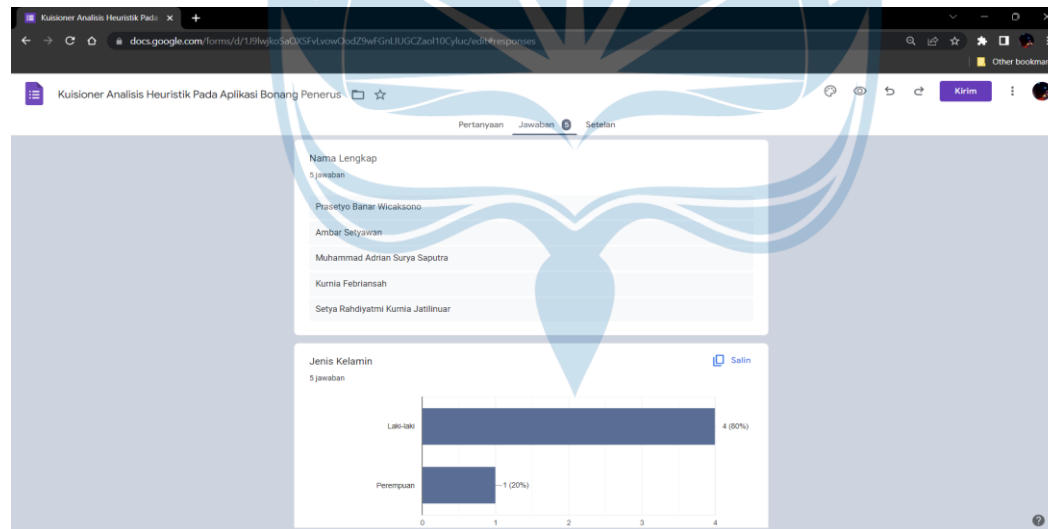 Kuisioner Analisis Heuristik Pada
docs.google.com/forms/d/
/edit#responses
Other bookmar
Kuisioner Analisis Heuristik Pada Aplikasi Bonang Penerus
Kirim
Pertanyaan Jawaban 5 Setelan
Nama Lengkap
5 jawaban
Prasetyo Banar Wicaksono
Ambar Setyawan
Muhammad Adrian Surya Saputra
Kurnia Febriansah
Setya Rahdiyatmi Kurnia Jatilinuar
Jenis Kelamin
Salin
5 jawaban
Laki-laki
4 (80%)
Perempuan
1 (20%)
0 1 2 3 4